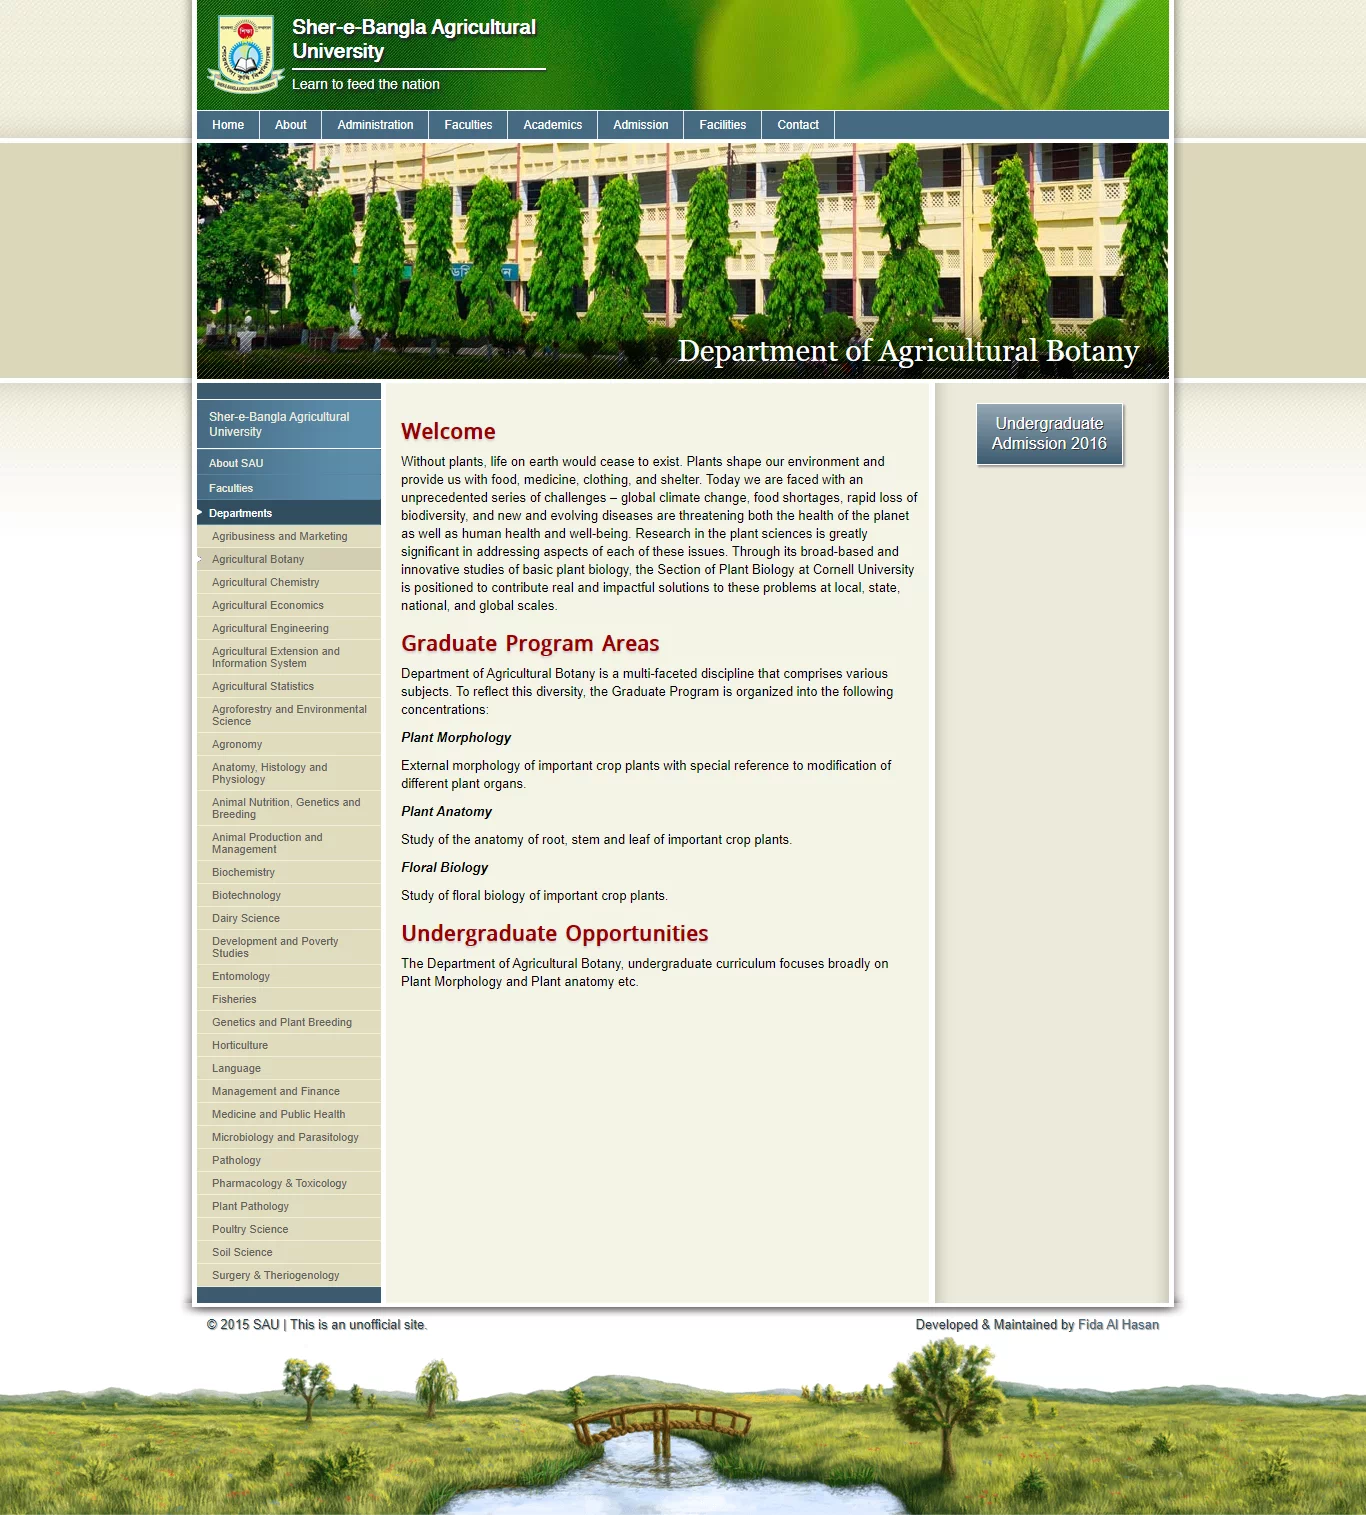 Sher-e-Bangla Agricultural
University
Learn to feed the nation
Home
About
Administration
Faculties
Academics
Admission
Facilities
Contact
Department of Agricultural Botany
Sher-e-Bangla Agricultural
University
About SAU
Faculties
Departments
Agribusiness and Marketing
Agricultural Botany
Agricultural Chemistry
Agricultural Economics
Agricultural Engineering
Agricultural Extension and
Information System
Agricultural Statistics
Agroforestry and Environmental
Science
Agronomy
Anatomy, Histology and
Physiology
Animal Nutrition, Genetics and
Breeding
Animal Production and
Management
Biochemistry
Biotechnology
Dairy Science
Development and Poverty
Studies
Entomology
Fisheries
Genetics and Plant Breeding
Horticulture
Language
Management and Finance
Medicine and Public Health
Microbiology and Parasitology
Pathology
Pharmacology & Toxicology
Plant Pathology
Poultry Science
Soil Science
Surgery & Theriogenology
Welcome
Without plants, life on earth would cease to exist. Plants shape our environment and
provide us with food, medicine, clothing, and shelter. Today we are faced with an
unprecedented series of challenges – global climate change, food shortages, rapid loss of
biodiversity, and new and evolving diseases are threatening both the health of the planet
as well as human health and well-being. Research in the plant sciences is greatly
significant in addressing aspects of each of these issues. Through its broad-based and
innovative studies of basic plant biology, the Section of Plant Biology at Cornell University
is positioned to contribute real and impactful solutions to these problems at local, state,
national, and global scales.
Graduate Program Areas
Department of Agricultural Botany is a multi-faceted discipline that comprises various
subjects. To reflect this diversity, the Graduate Program is organized into the following
concentrations:
Plant Morphology
External morphology of important crop plants with special reference to modification of
different plant organs.
Plant Anatomy
Study of the anatomy of root, stem and leaf of important crop plants.
Floral Biology
Study of floral biology of important crop plants.
Undergraduate Opportunities
The Department of Agricultural Botany, undergraduate curriculum focuses broadly on
Plant Morphology and Plant anatomy etc.
Undergraduate
Admission 2016
© 2015 SAU | This is an unofficial site.
Developed & Maintained by Fida Al Hasan